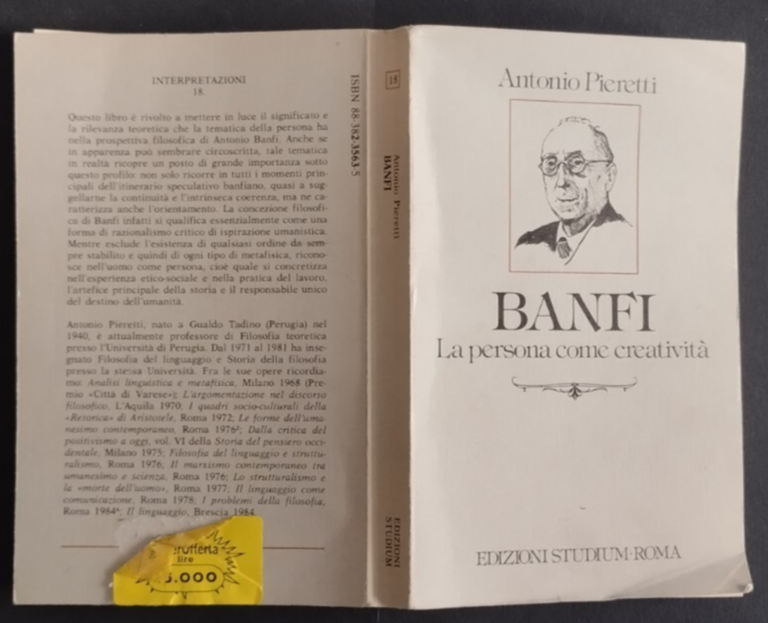 INTERPRETAZIONI
18.
Questo libro è rivolto a mettere in luce il significato e
la rilevanza teoretica che la tematica della persona ha
nella prospettiva filosofica di Antonio Banfi. Anche se
in apparenza può sembrare circoscritta, tale tematica
in realtà ricopre un posto di grande importanza sotto
questo profilo: non solo ricorre in tutti i momenti prin-
cipali dell'itinerario speculativo banfiano, quasi a sug-
gellarne la continuità e l'intrinseca coerenza, ma ne ca-
ratterizza anche l'orientamento. La concezione filosofi-
ca di Banfi infatti si qualifica essenzialmente come una
forma di razionalismo critico di ispirazione umanistica.
Mentre esclude l'esistenza di qualsiasi ordine da sem-
pre stabilito e quindi di ogni tipo di metafisica, ricono-
sce nell'uomo come persona, cioè quale si concretizza
nell'esperienza etico-sociale e nella pratica del lavoro,
l'artefice principale della storia e il responsabile unico
del destino dell'umanità.
Antonio Pieretti, nato a Gualdo Tadino (Perugia) nel
1940, è attualmente professore di Filosofia teoretica
presso l'Università di Perugia. Dal 1971 al 1981 ha inse-
gnato Filosofia del linguaggio e Storia della filosofia
presso la stessa Università. Fra le sue opere ricordia-
mo: Analisi linguistica e metafisica, Milano 1968 (Pre-
mio «Città di Varese»); L'argomentazione nel discorso
filosofico, L'Aquila 1970; I quadri socio-culturali della
«Retorica» di Aristotele, Roma 1972; Le forme dell'uma-
nesimo contemporaneo, Roma 1976²; Dalla critica del
positivismo a oggi, vol. VI della Storia del pensiero occi-
dentale, Milano 1975; Filosofia del linguaggio e struttu-
ralismo, Roma 1976; Il marxismo contemporaneo tra
umanesimo e scienza, Roma 1976; Lo strutturalismo e
la «morte dell'uomo», Roma 1977; Il linguaggio come
comunicazione, Roma 1978; I problemi della filosofia,
Roma 1984⁴; Il linguaggio, Brescia 1984.
erofferta
lire
5.000
ISBN 88-382-3563-5
18
Antonio Pieretti
BANFI
EDIZIONI
STUDIUM
Antonio Pieretti
BANFI
La persona come creatività
EDIZIONI STUDIUM·ROMA